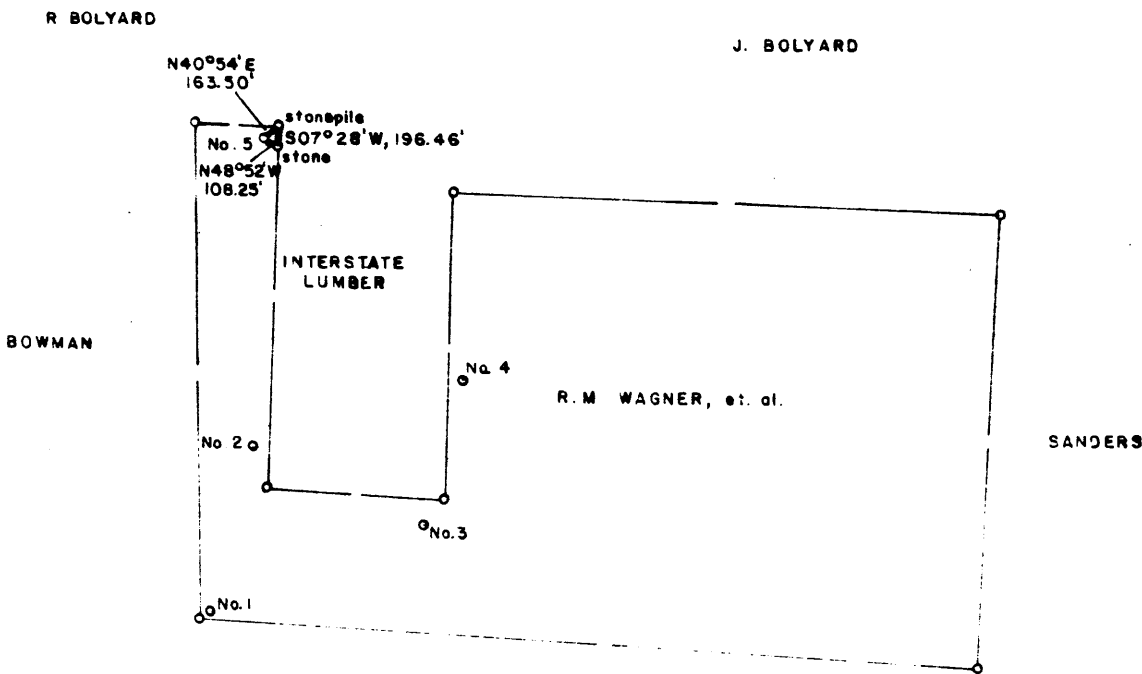 R BOLYARD
J. BOLYARD
N40°54'E
163.50'
stonepile
No. 5
S07°28'W, 196.46'
stone
N48°52'W
108.25'
INTERSTATE
LUMBER
BOWMAN
No. 4
R.M WAGNER, et. al.
SANDERS
No 2
No.3
No.1